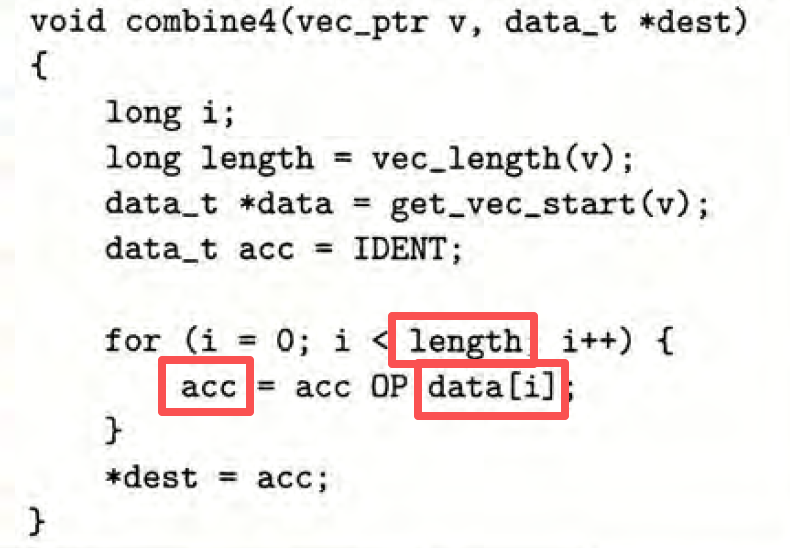 void combine4(vec_ptr v, data_t *dest)
{
    long i;
    long length = vec_length(v);
    data_t *data = get_vec_start(v);
    data_t acc = IDENT;

    for (i = 0; i < length; i++) {
        acc = acc OP data[i];
    }
    *dest = acc;
}